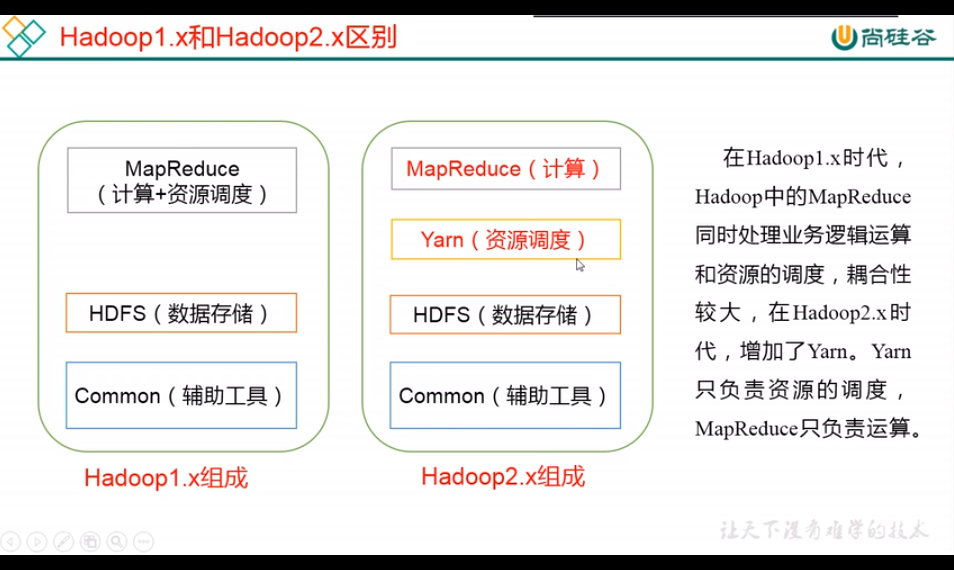 Hadoop1.x和Hadoop2.x区别
尚硅谷
MapReduce
（计算+资源调度）
HDFS（数据存储）
Common（辅助工具）
Hadoop1.x组成
MapReduce（计算）
Yarn（资源调度）
HDFS（数据存储）
Common（辅助工具）
Hadoop2.x组成
在Hadoop1.x时代，
Hadoop中的MapReduce
同时处理业务逻辑运算
和资源的调度，耦合性
较大，在Hadoop2.x时
代，增加了Yarn。Yarn
只负责资源的调度，
MapReduce只负责运算。
让天下没有难学的技术